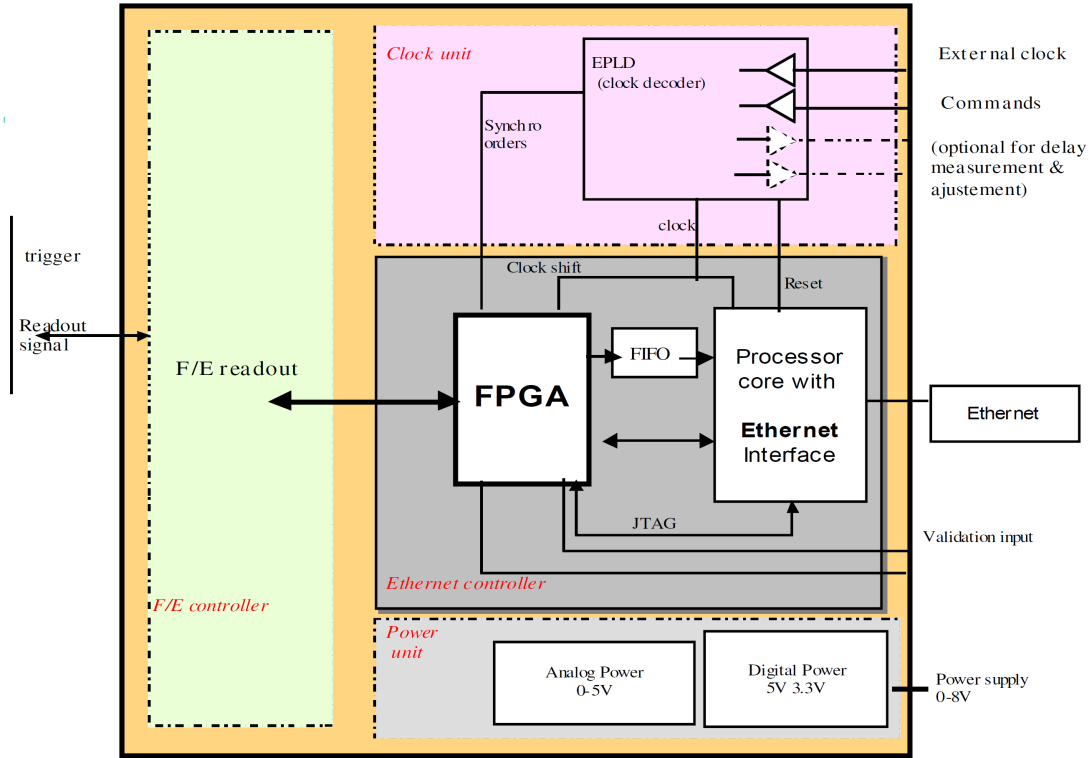 Clock unit
EPLD
(clock decoder)
External clock
Commands
Synchro
orders
(optional for delay
measurement &
ajustement)
clock
trigger
Clock shift
Reset
Readout
signal
F/E readout
FPGA
FIFO
Processor
core with
Ethernet
Interface
Ethernet
JTAG
Validation input
Ethernet controller
F/E controller
Power
unit
Analog Power
0-5V
Digital Power
5V 3.3V
Power supply
0-8V